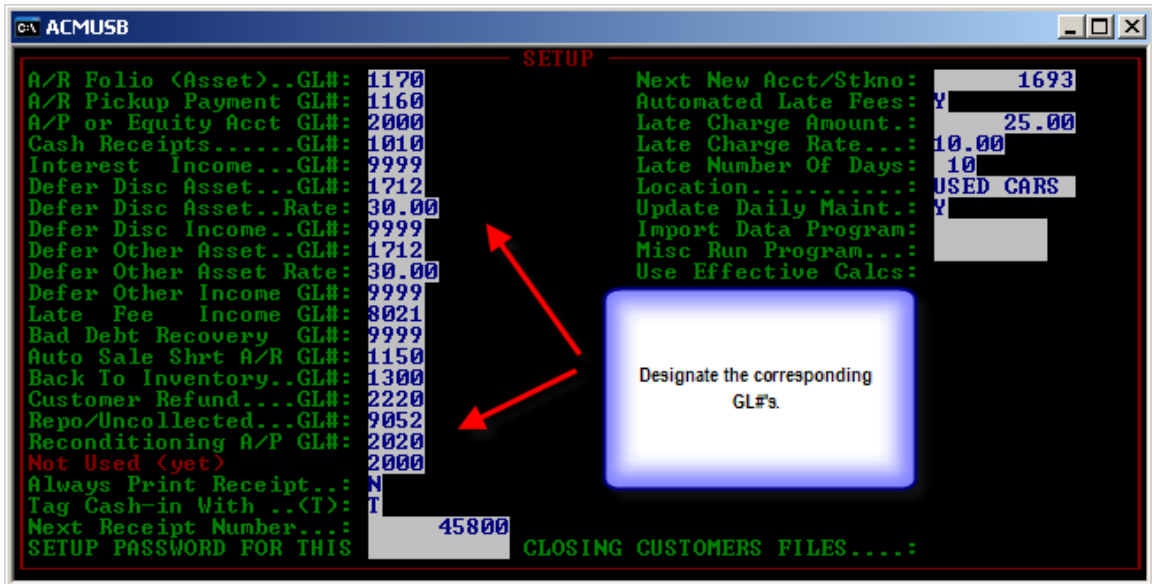 ACMUSB
SETUP
A/R Folio (Asset)..GL#: 1170
A/R Pickup Payment GL#: 1160
A/P or Equity Acct GL#: 2000
Cash Receipts......GL#: 1010
Interest  Income...GL#: 9999
Defer Disc Asset...GL#: 1712
Defer Disc Asset..Rate: 30.00
Defer Disc Income..GL#: 9999
Defer Other Asset..GL#: 1712
Defer Other Asset Rate: 30.00
Defer Other Income GL#: 9999
Late  Fee   Income GL#: 8021
Bad Debt Recovery  GL#: 9999
Auto Sale Shrt A/R GL#: 1150
Back To Inventory..GL#: 1300
Customer Refund....GL#: 2220
Repo/Uncollected...GL#: 9052
Reconditioning A/P GL#: 2020
Not Used (yet) 2000
Always Print Receipt..: N
Tag Cash-in With ..(T): T
Next Receipt Number...: 45800
SETUP PASSWORD FOR THIS CLOSING CUSTOMERS FILES....:
Next New Acct/Stkno: 1693
Automated Late Fees: Y
Late Charge Amount.: 25.00
Late Charge Rate...: 10.00
Late Number Of Days: 10
Location...........: USED CARS
Update Daily Maint.: Y
Import Data Program:
Misc Run Program...:
Use Effective Calcs:
Designate the corresponding
GL#'s.